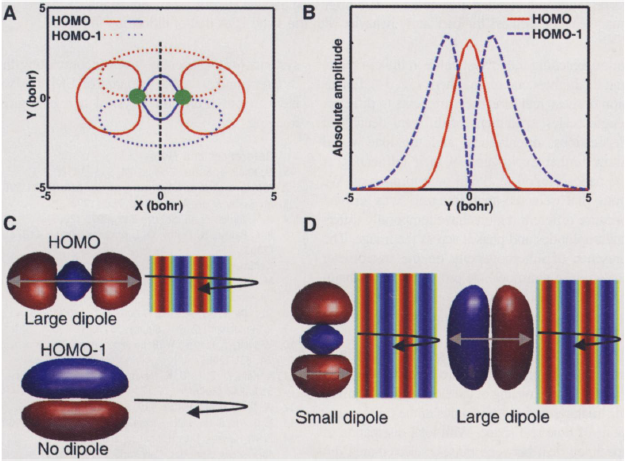 A
HOMO
HOMO-1
5
Y (bohr)
0
-5
-5
0
5
X (bohr)
B
HOMO
HOMO-1
Absolute amplitude
-5
0
5
Y (bohr)
C
HOMO
Large dipole
HOMO-1
No dipole
D
Small dipole
Large dipole